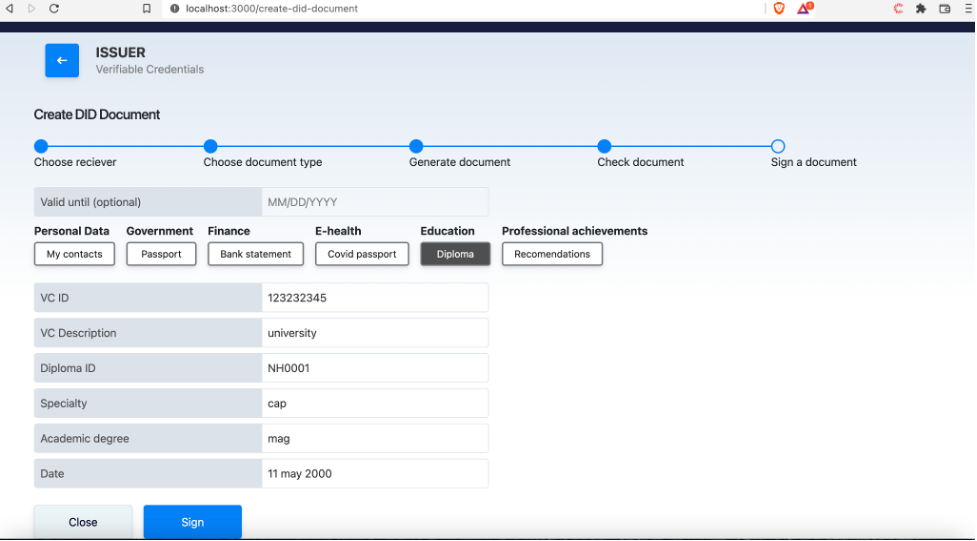 localhost:3000/create-did-document
ISSUER
Verifiable Credentials
Create DID Document
Choose reciever Choose document type Generate document Check document Sign a document
Valid until (optional) MM/DD/YYYY
Personal Data Government Finance E-health Education Professional achievements
My contacts Passport Bank statement Covid passport Diploma Recomendations
VC ID 123232345
VC Description university
Diploma ID NH0001
Specialty cap
Academic degree mag
Date 11 may 2000
Close Sign